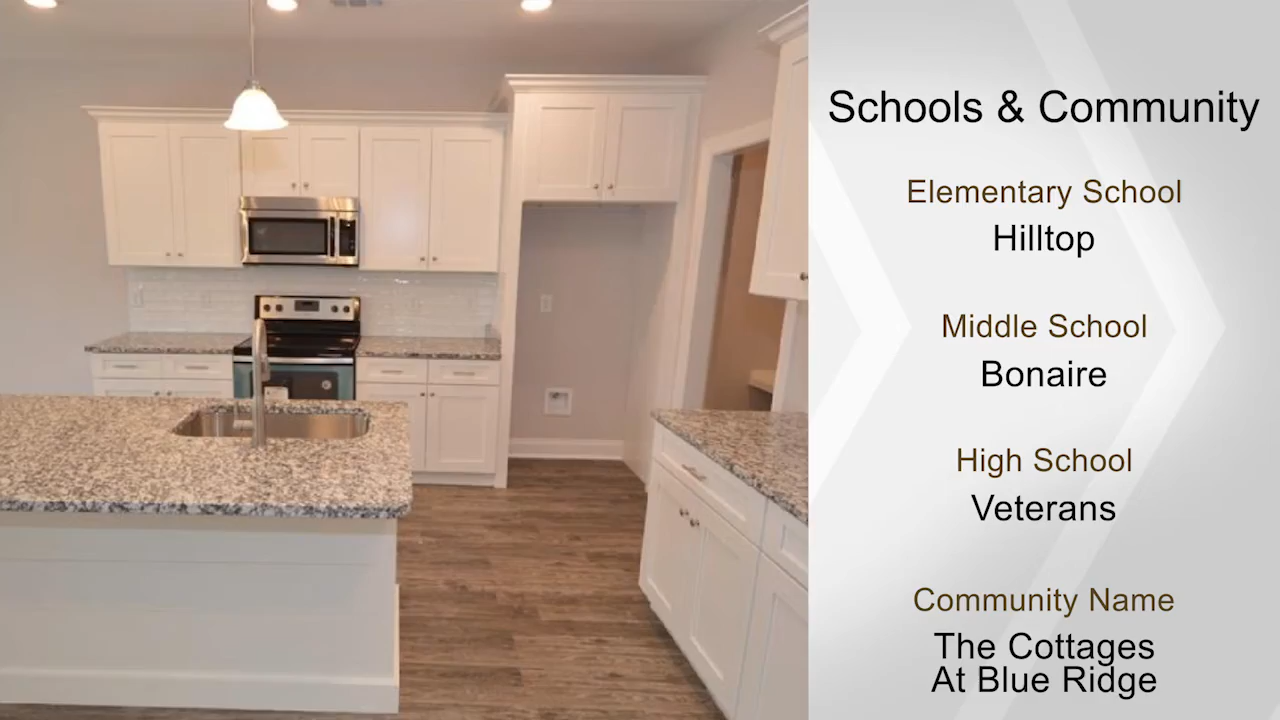 Schools & Community
Elementary School
Hilltop
Middle School
Bonaire
High School
Veterans
Community Name
The Cottages
At Blue Ridge